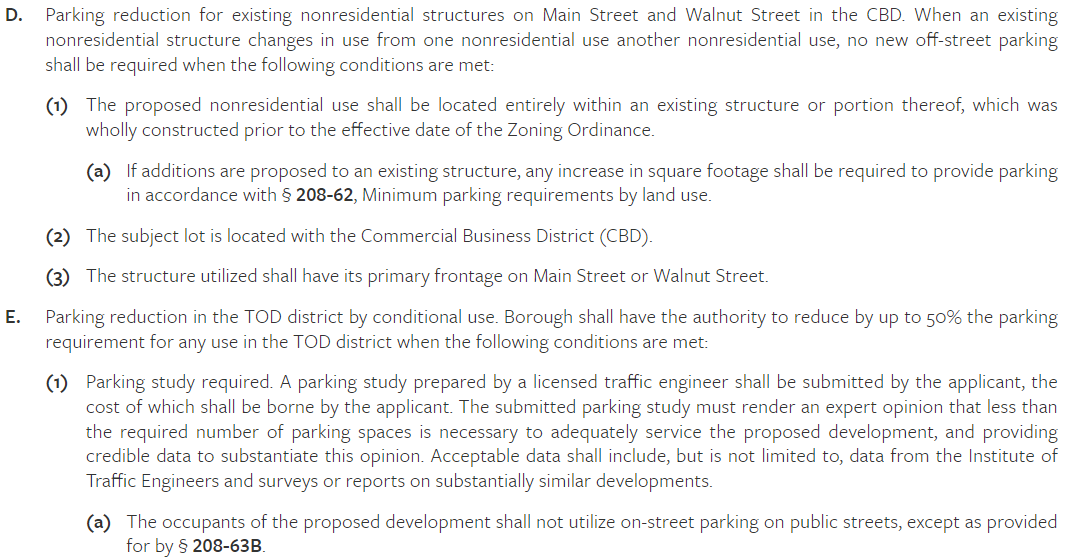 D. Parking reduction for existing nonresidential structures on Main Street and Walnut Street in the CBD. When an existing
nonresidential structure changes in use from one nonresidential use another nonresidential use, no new off-street parking
shall be required when the following conditions are met:
(1) The proposed nonresidential use shall be located entirely within an existing structure or portion thereof, which was
wholly constructed prior to the effective date of the Zoning Ordinance.
(a) If additions are proposed to an existing structure, any increase in square footage shall be required to provide parking
in accordance with § 208-62, Minimum parking requirements by land use.
(2) The subject lot is located with the Commercial Business District (CBD).
(3) The structure utilized shall have its primary frontage on Main Street or Walnut Street.
E. Parking reduction in the TOD district by conditional use. Borough shall have the authority to reduce by up to 50% the parking
requirement for any use in the TOD district when the following conditions are met:
(1) Parking study required. A parking study prepared by a licensed traffic engineer shall be submitted by the applicant, the
cost of which shall be borne by the applicant. The submitted parking study must render an expert opinion that less than
the required number of parking spaces is necessary to adequately service the proposed development, and providing
credible data to substantiate this opinion. Acceptable data shall include, but is not limited to, data from the Institute of
Traffic Engineers and surveys or reports on substantially similar developments.
(a) The occupants of the proposed development shall not utilize on-street parking on public streets, except as provided
for by § 208-63B.